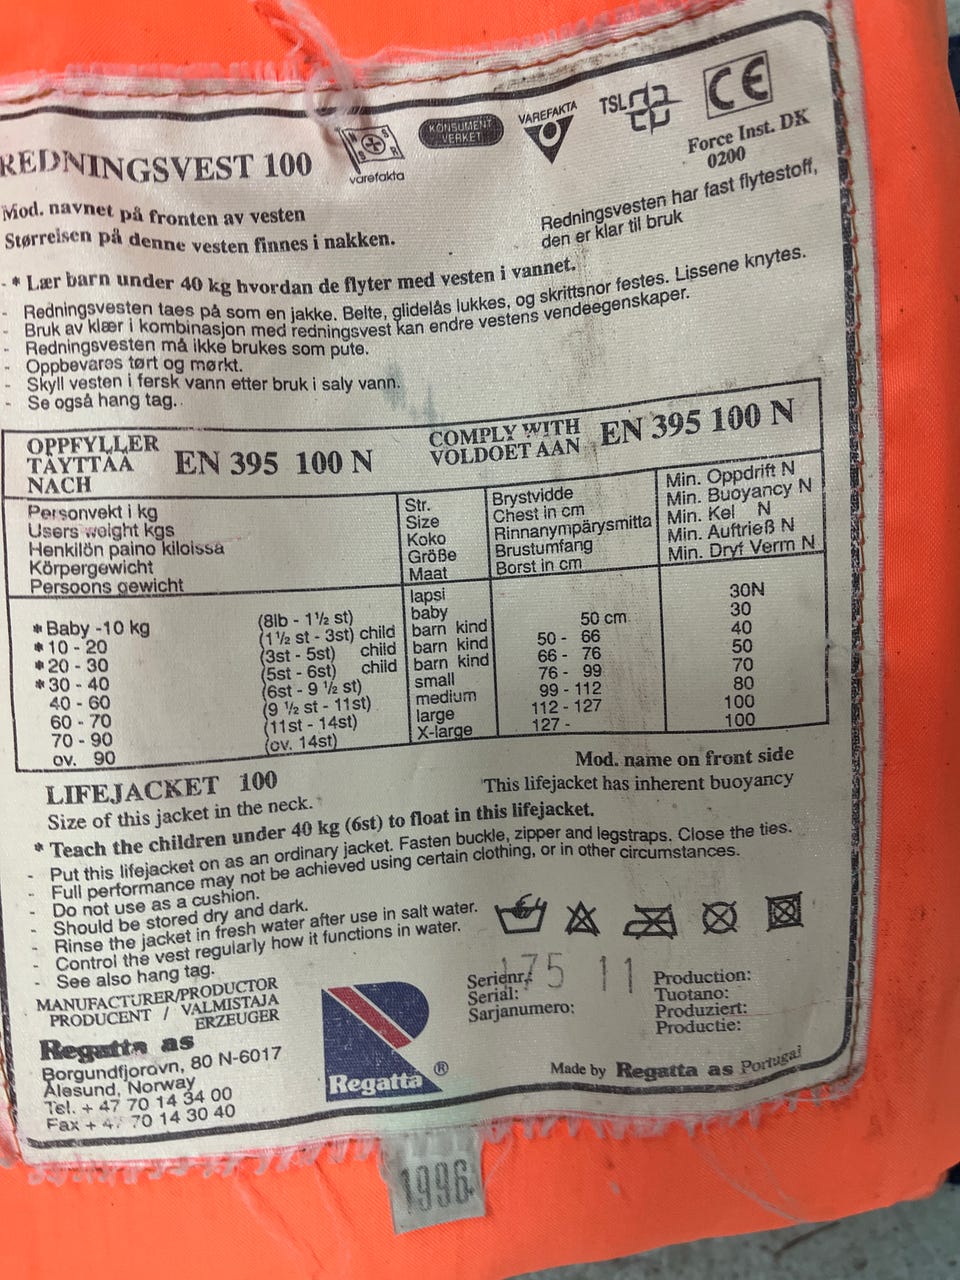 REDNINGSVEST 100
N S S R
varefakta
KONSUMENT
VERKET
VAREFAKTA
TSL
CE
Force Inst. DK
0200
Mod. navnet på fronten av vesten
Størrelsen på denne vesten finnes i nakken.
Redningsvesten har fast flytestoff,
den er klar til bruk
- * Lær barn under 40 kg hvordan de flyter med vesten i vannet.
- Redningsvesten taes på som en jakke. Belte, glidelås lukkes, og skrittsnor festes. Lissene knytes.
- Bruk av klær i kombinasjon med redningsvest kan endre vestens vendeegenskaper.
- Redningsvesten må ikke brukes som pute.
- Oppbevares tørt og mørkt.
- Skyll vesten i fersk vann etter bruk i saly vann.
- Se også hang tag.
OPPFYLLER
TÄYTTÄÄ
NACH
EN 395 100 N
COMPLY WITH
VOLDOET AAN
EN 395 100 N
Personvekt i kg
Users weight kgs
Henkilön paino kiloissa
Körpergewicht
Persoons gewicht
Str.
Size
Koko
Größe
Maat
Brystvidde
Chest in cm
Rinnanympärysmitta
Brustumfang
Borst in cm
Min. Oppdrift N
Min. Buoyancy N
Min. Kel N
Min. Auftrieß N
Min. Dryf Verm N
* Baby -10 kg (8lb - 1½ st) lapsi baby 50 cm 30N
* 10 - 20 (1½ st - 3st) child barn kind 50 - 66 30
* 20 - 30 (3st - 5st) child barn kind 66 - 76 40
* 30 - 40 (5st - 6st) child barn kind 76 - 99 50
40 - 60 (6st - 9 ½ st) small 99 - 112 70
60 - 70 (9 ½ st - 11st) medium 112 - 127 80
70 - 90 (11st - 14st) large 127 - 100
ov. 90 (ov. 14st) X-large 100
LIFEJACKET 100
Size of this jacket in the neck.
Mod. name on front side
This lifejacket has inherent buoyancy
* Teach the children under 40 kg (6st) to float in this lifejacket.
- Put this lifejacket on as an ordinary jacket. Fasten buckle, zipper and legstraps. Close the ties.
- Full performance may not be achieved using certain clothing, or in other circumstances.
- Do not use as a cushion.
- Should be stored dry and dark.
- Rinse the jacket in fresh water after use in salt water.
- Control the vest regularly how it functions in water.
- See also hang tag.
MANUFACTURER/PRODUCTOR
PRODUCENT / VALMISTAJA
ERZEUGER
Regatta as
Borgundfjordvn, 80 N-6017
Ålesund, Norway
Tel. + 47 70 14 34 00
Fax + 47 70 14 30 40
Regatta ®
Serienr.
Serial:
Sarjanumero:
175 11
Production:
Tuotano:
Produziert:
Productie:
Made by Regatta as Portugal
1996